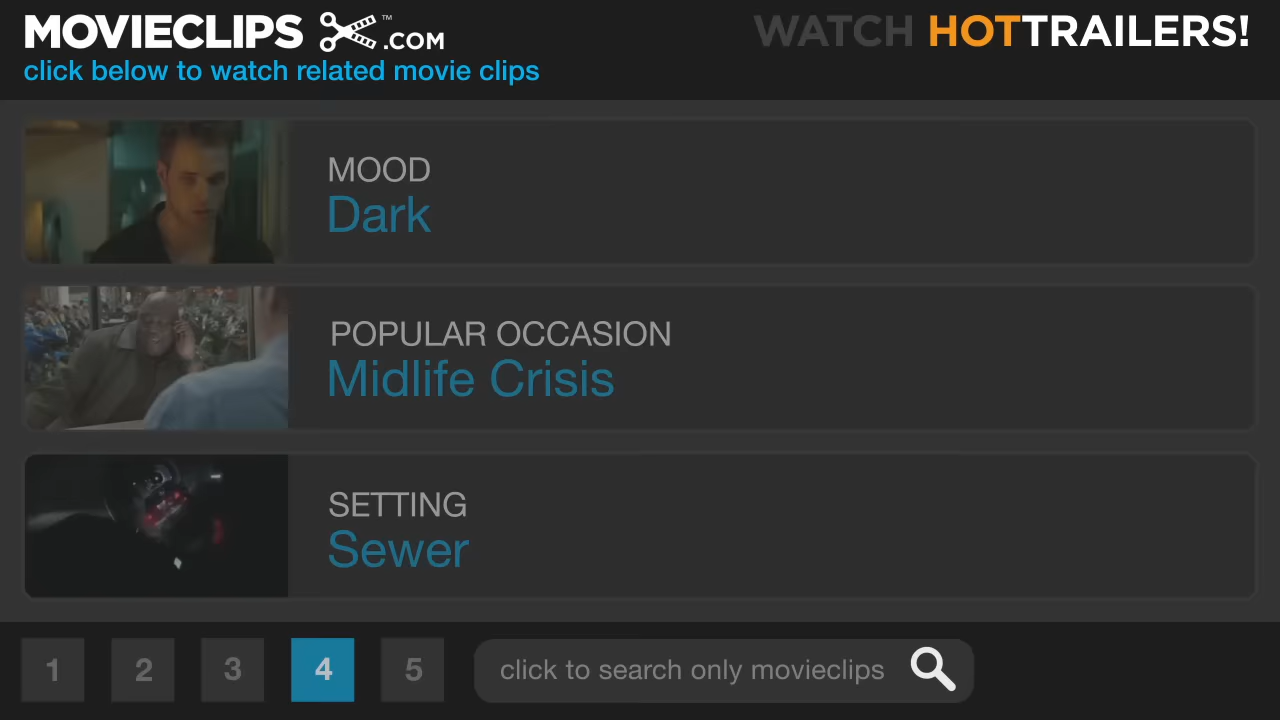 MOVIECLIPS ™.COM
WATCH HOTTRAILERS!
click below to watch related movie clips
MOOD
Dark
POPULAR OCCASION
Midlife Crisis
SETTING
Sewer
1 2 3 4 5 click to search only movieclips